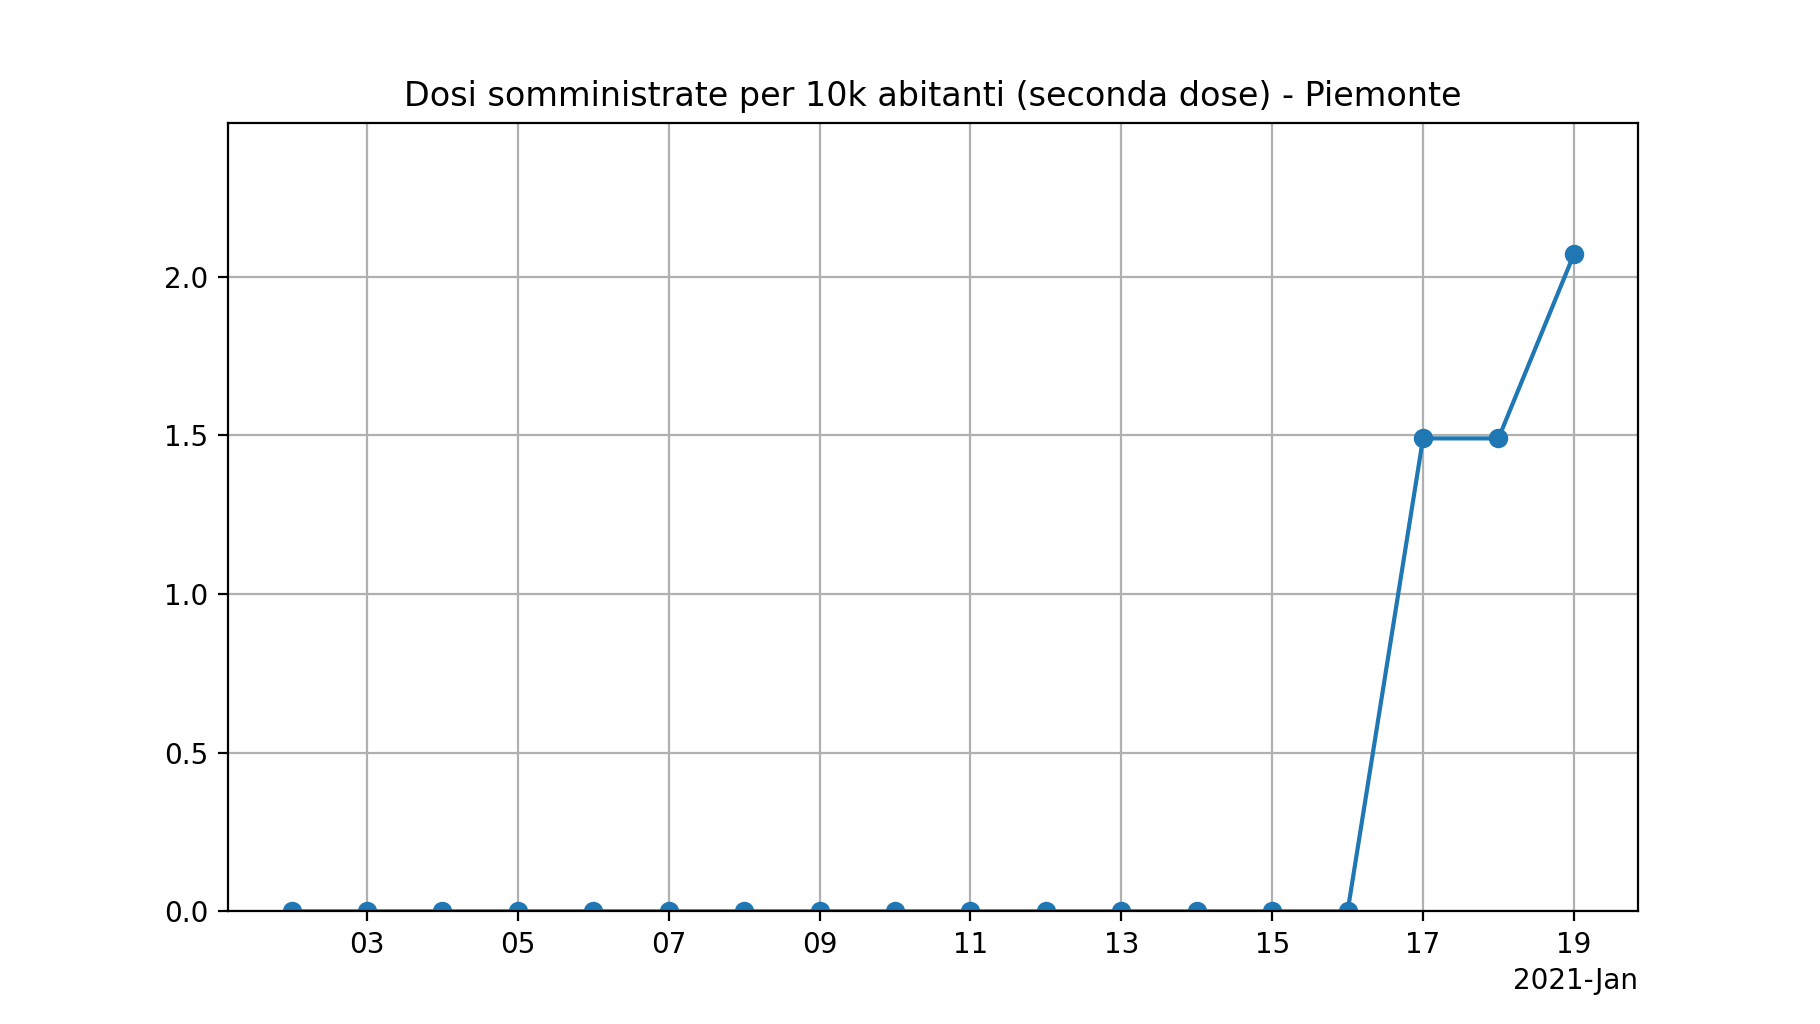 Dosi somministrate per 10k abitanti (seconda dose) - Piemonte
2.0
1.5
1.0
0.5
0.0
03 05 07 09 11 13 15 17 19
2021-Jan